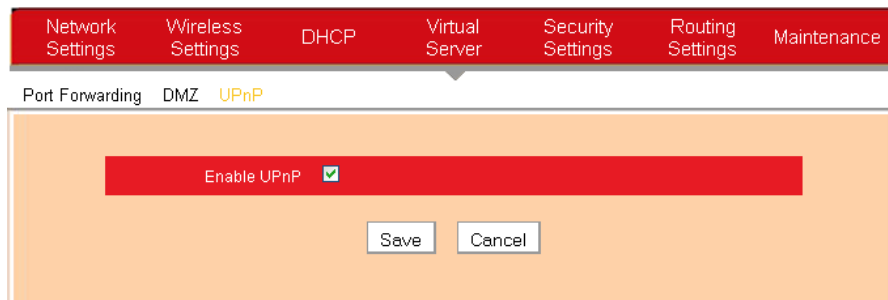 Network Settings
Wireless Settings
DHCP
Virtual Server
Security Settings
Routing Settings
Maintenance
Port Forwarding DMZ UPnP
Enable UPnP
Save Cancel